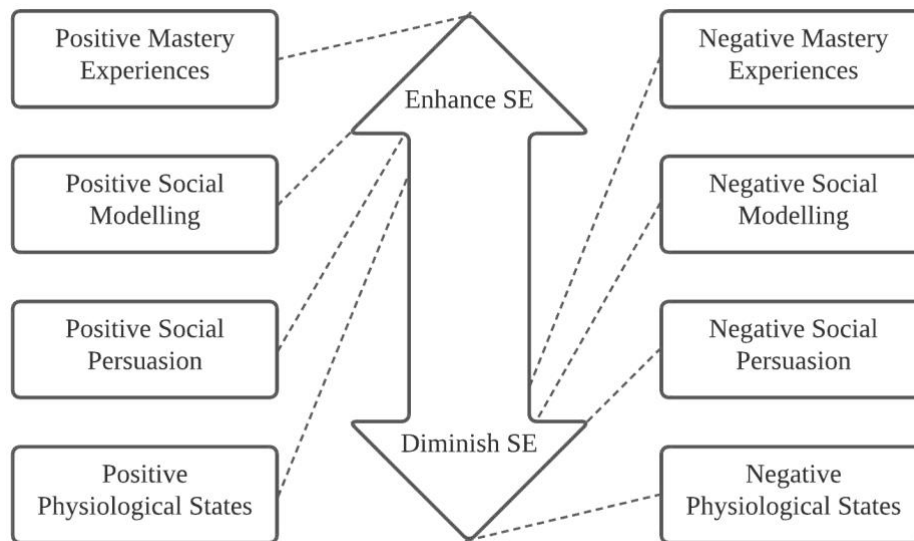 Positive Mastery
Experiences
Positive Social
Modelling
Positive Social
Persuasion
Positive
Physiological States
Enhance SE
Diminish SE
Negative Mastery
Experiences
Negative Social
Modelling
Negative Social
Persuasion
Negative
Physiological States